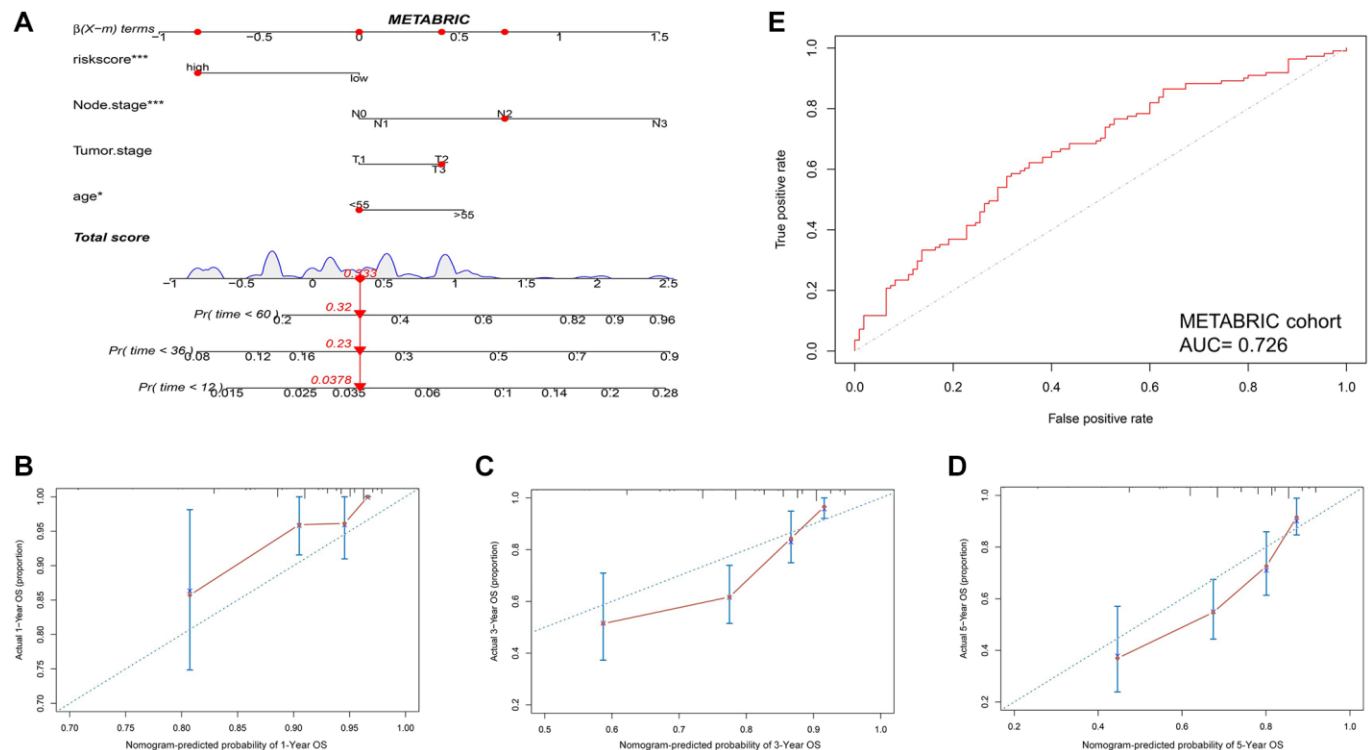 A
METABRIC
β(X−m) terms
−1 −0.5 0 0.5 1 1.5
riskscore***
high
low
Node.stage***
N0 N2
N1 N3
Tumor.stage
T1 T2
T3
age*
<55
>55
Total score
0.333
−1 −0.5 0 0.5 1 1.5 2 2.5
0.32
Pr( time < 60 )
0.2 0.4 0.6 0.82 0.9 0.96
0.23
Pr( time < 36 )
0.08 0.12 0.16 0.3 0.5 0.7 0.9
0.0378
Pr( time < 12 )
0.015 0.025 0.035 0.06 0.1 0.14 0.2 0.28
E
True positive rate
1.0
0.8
0.6
0.4
0.2
0.0
METABRIC cohort
AUC= 0.726
0.0 0.2 0.4 0.6 0.8 1.0
False positive rate
B
Actual 1−Year OS (proportion)
1.00
0.95
0.90
0.85
0.80
0.75
0.70
0.70 0.75 0.80 0.85 0.90 0.95 1.00
Nomogram-predicted probability of 1-Year OS
C
Actual 3−Year OS (proportion)
1.0
0.8
0.6
0.4
0.2
0.5 0.6 0.7 0.8 0.9 1.0
Nomogram-predicted probability of 3-Year OS
D
Actual 5−Year OS (proportion)
1.0
0.8
0.6
0.4
0.2
0.2 0.4 0.6 0.8 1.0
Nomogram-predicted probability of 5-Year OS